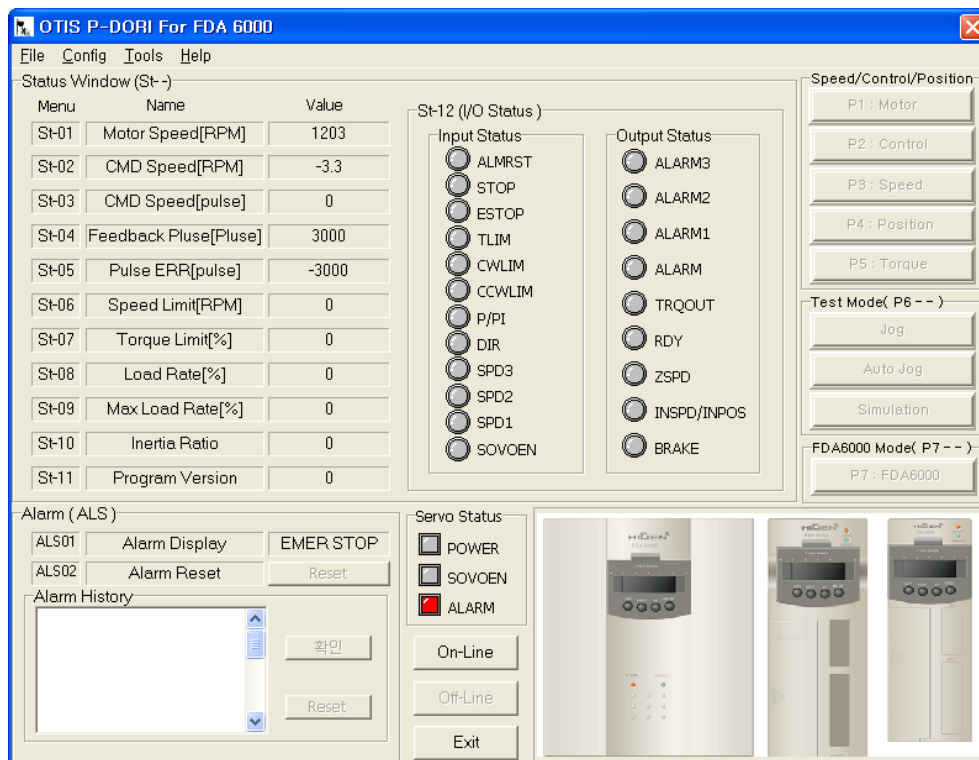 OTIS P-DORI For FDA 6000
File Config Tools Help
Status Window (St- -)
Menu Name Value
St-01 Motor Speed[RPM] 1203
St-02 CMD Speed[RPM] -3.3
St-03 CMD Speed[pulse] 0
St-04 Feedback Pluse[Pluse] 3000
St-05 Pulse ERR[pulse] -3000
St-06 Speed Limit[RPM] 0
St-07 Torque Limit[%] 0
St-08 Load Rate[%] 0
St-09 Max Load Rate[%] 0
St-10 Inertia Ratio 0
St-11 Program Version 0
St-12 (I/O Status )
Input Status
ALMRST
STOP
ESTOP
TLIM
CWLIM
CCWLIM
P/PI
DIR
SPD3
SPD2
SPD1
SOVOEN
Output Status
ALARM3
ALARM2
ALARM1
ALARM
TRQOUT
RDY
ZSPD
INSPD/INPOS
BRAKE
Speed/Control/Position
P1 : Motor
P2 : Control
P3 : Speed
P4 : Position
P5 : Torque
Test Mode( P6 - - )
Jog
Auto Jog
Simulation
FDA6000 Mode( P7 - - )
P7 : FDA6000
Alarm ( ALS )
ALS01 Alarm Display EMER STOP
ALS02 Alarm Reset Reset
Alarm History
확인
Reset
Servo Status
POWER
SOVOEN
ALARM
On-Line
Off-Line
Exit
HIGEN
HIGEN
HIGEN